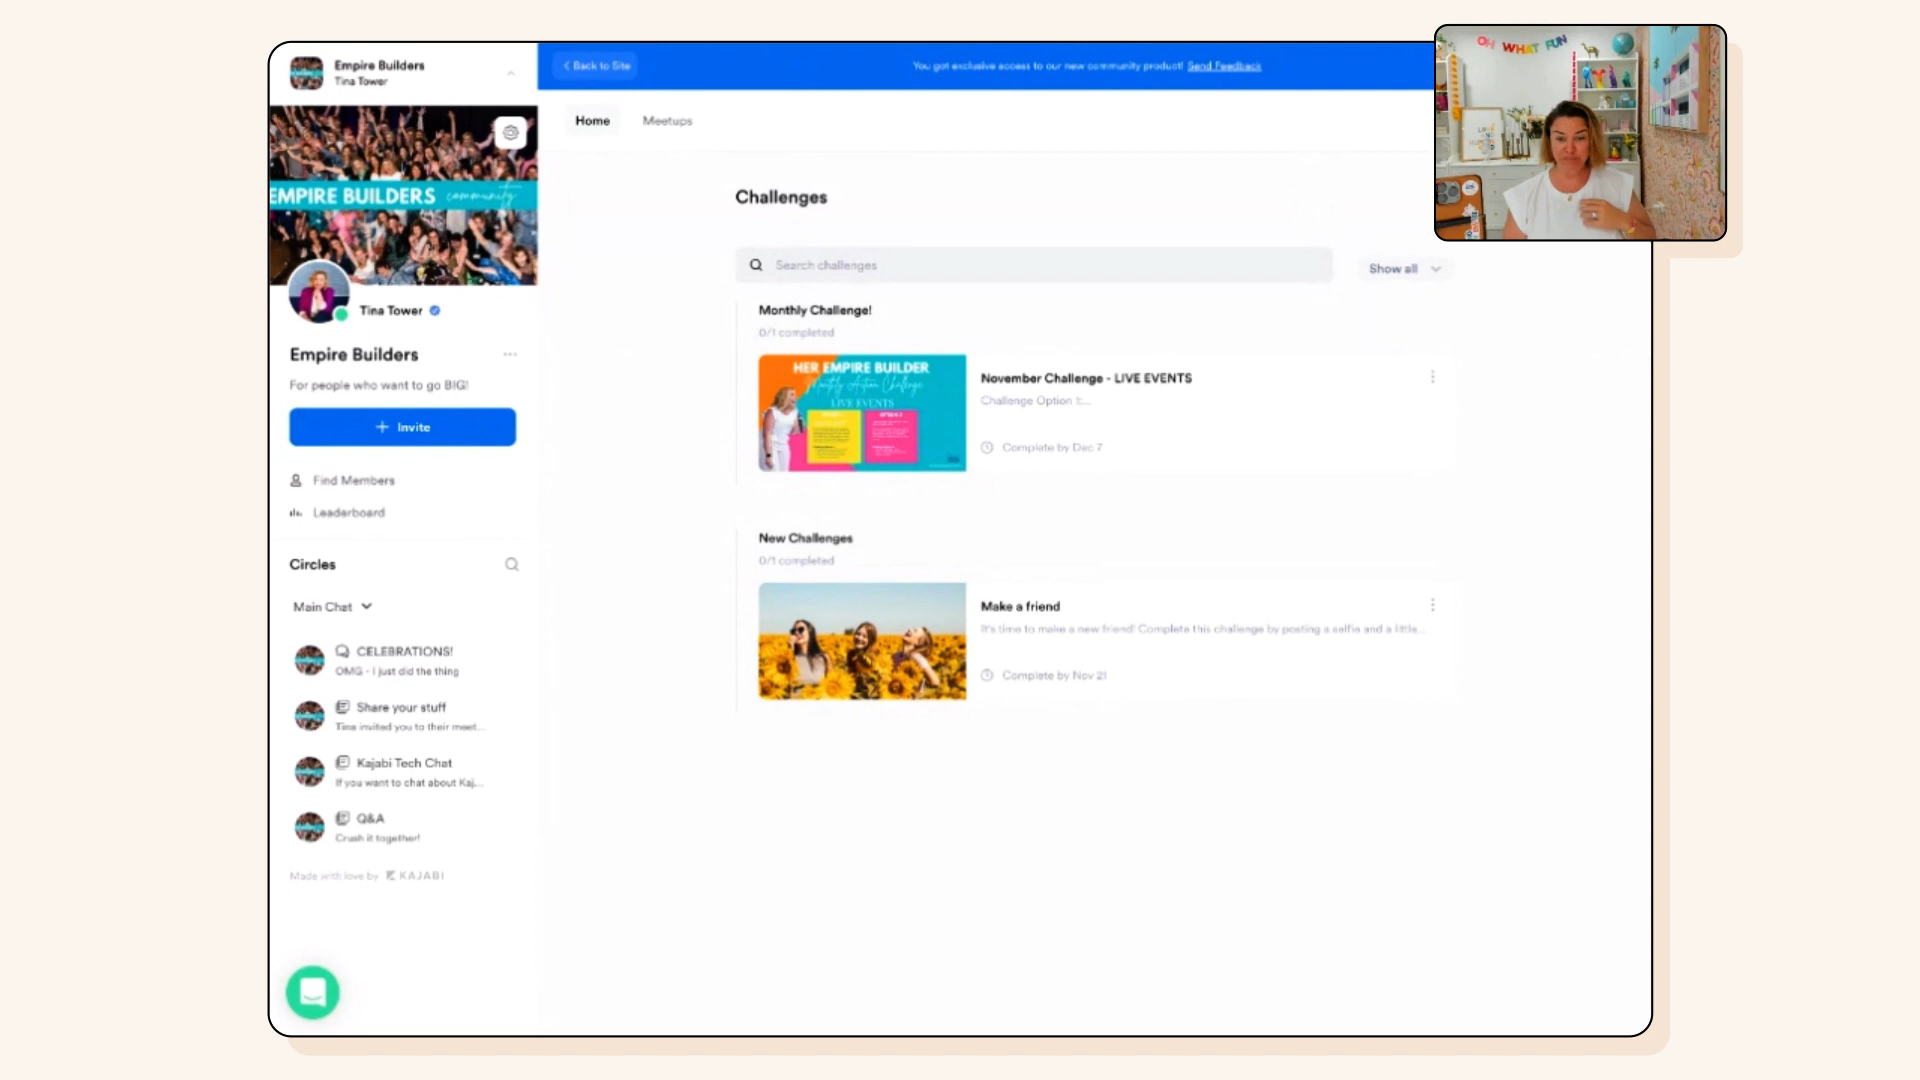 Empire Builders
Tina Tower
Back to Site
You got exclusive access to our new community product! Send Feedback
OH WHAT FUN
Home
Meetups
EMPIRE BUILDERS community
Tina Tower
Empire Builders
For people who want to go BIG!
Invite
Find Members
Leaderboard
Circles
Main Chat
CELEBRATIONS!
OMG - I just did the thing
Share your stuff
Tina invited you to their meet...
Kajabi Tech Chat
If you want to chat about Kaj...
Q&A
Crush it together!
Made with love by KAJABI
Challenges
Search challenges
Show all
Monthly Challenge!
0/1 completed
HER EMPIRE BUILDER
Monthly Action Challenge
LIVE EVENTS
November Challenge - LIVE EVENTS
Challenge Option 1:...
Complete by Dec 7
New Challenges
0/1 completed
Make a friend
It's time to make a new friend! Complete this challenge by posting a selfie and a little...
Complete by Nov 21